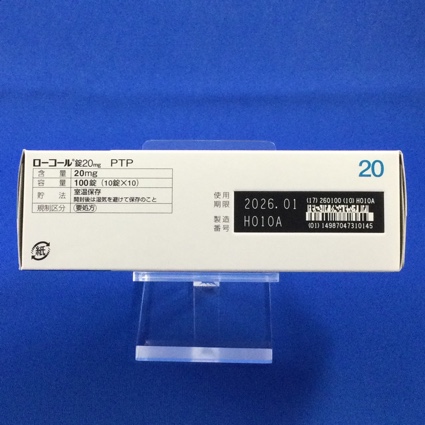 ローコール®錠20mg PTP
含量 20mg
容量 100錠（10錠×10）
貯法 室温保存
開封後は湿気を避けて保存のこと
規制区分 要処方
20
使用期限 2026.01
製造番号 H010A
(17) 260100 (10) H010A
(01) 14987047310145
紙